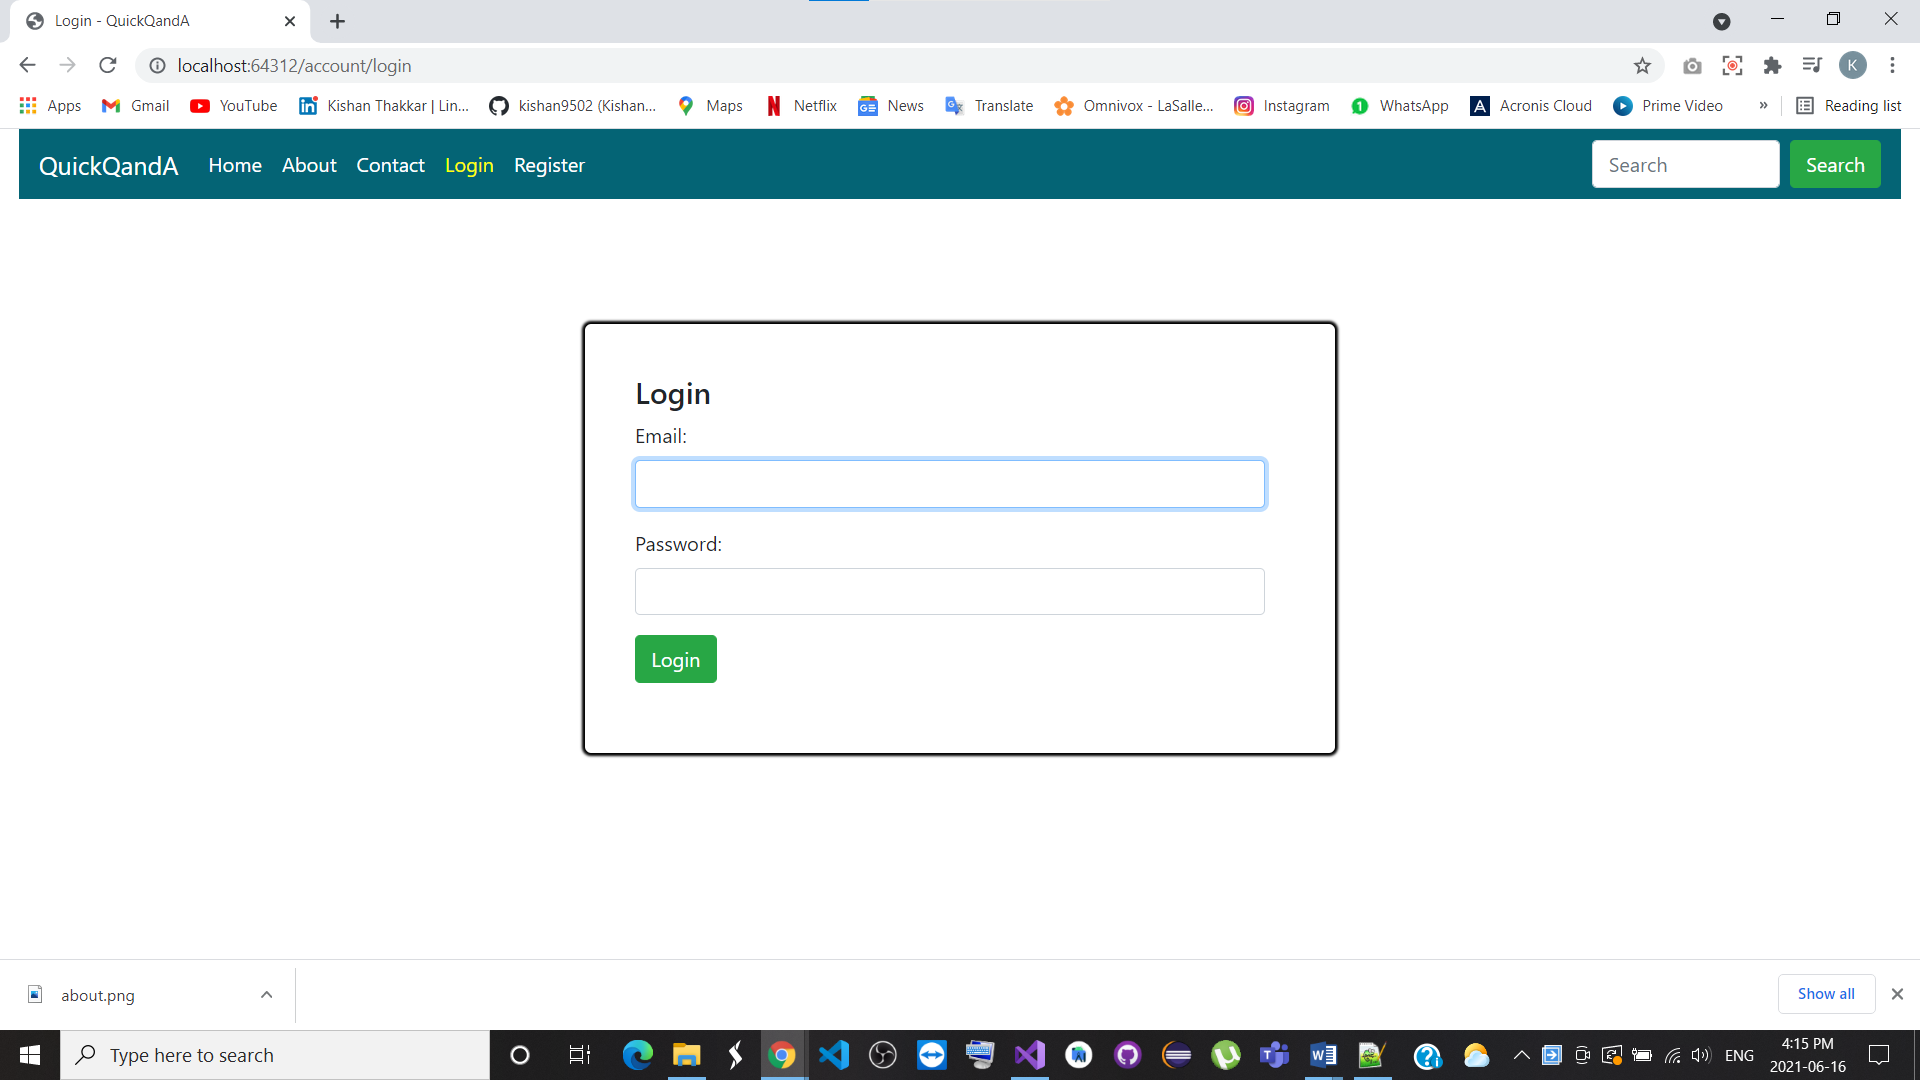 Login - QuickQandA
localhost:64312/account/login
K
Apps Gmail YouTube Kishan Thakkar | Lin... kishan9502 (Kishan... Maps Netflix News Translate Omnivox - LaSalle... Instagram WhatsApp Acronis Cloud Prime Video » Reading list
QuickQandA Home About Contact Login Register Search Search
Login
Email:
Password:
Login
about.png Show all
Type here to search ENG 4:15 PM
2021-06-16